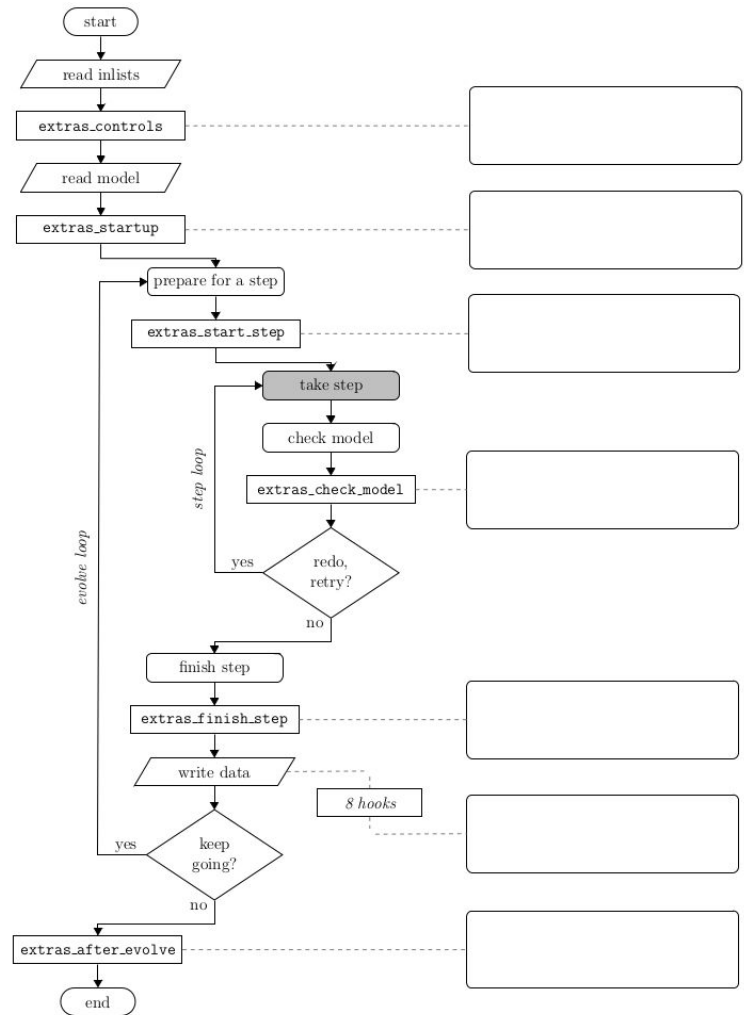 start
read inlists
extras_controls
read model
extras_startup
prepare for a step
extras_start_step
take step
check model
extras_check_model
step loop
evolve loop
yes
redo,
retry?
no
finish step
extras_finish_step
write data
8 hooks
yes
keep
going?
no
extras_after_evolve
end